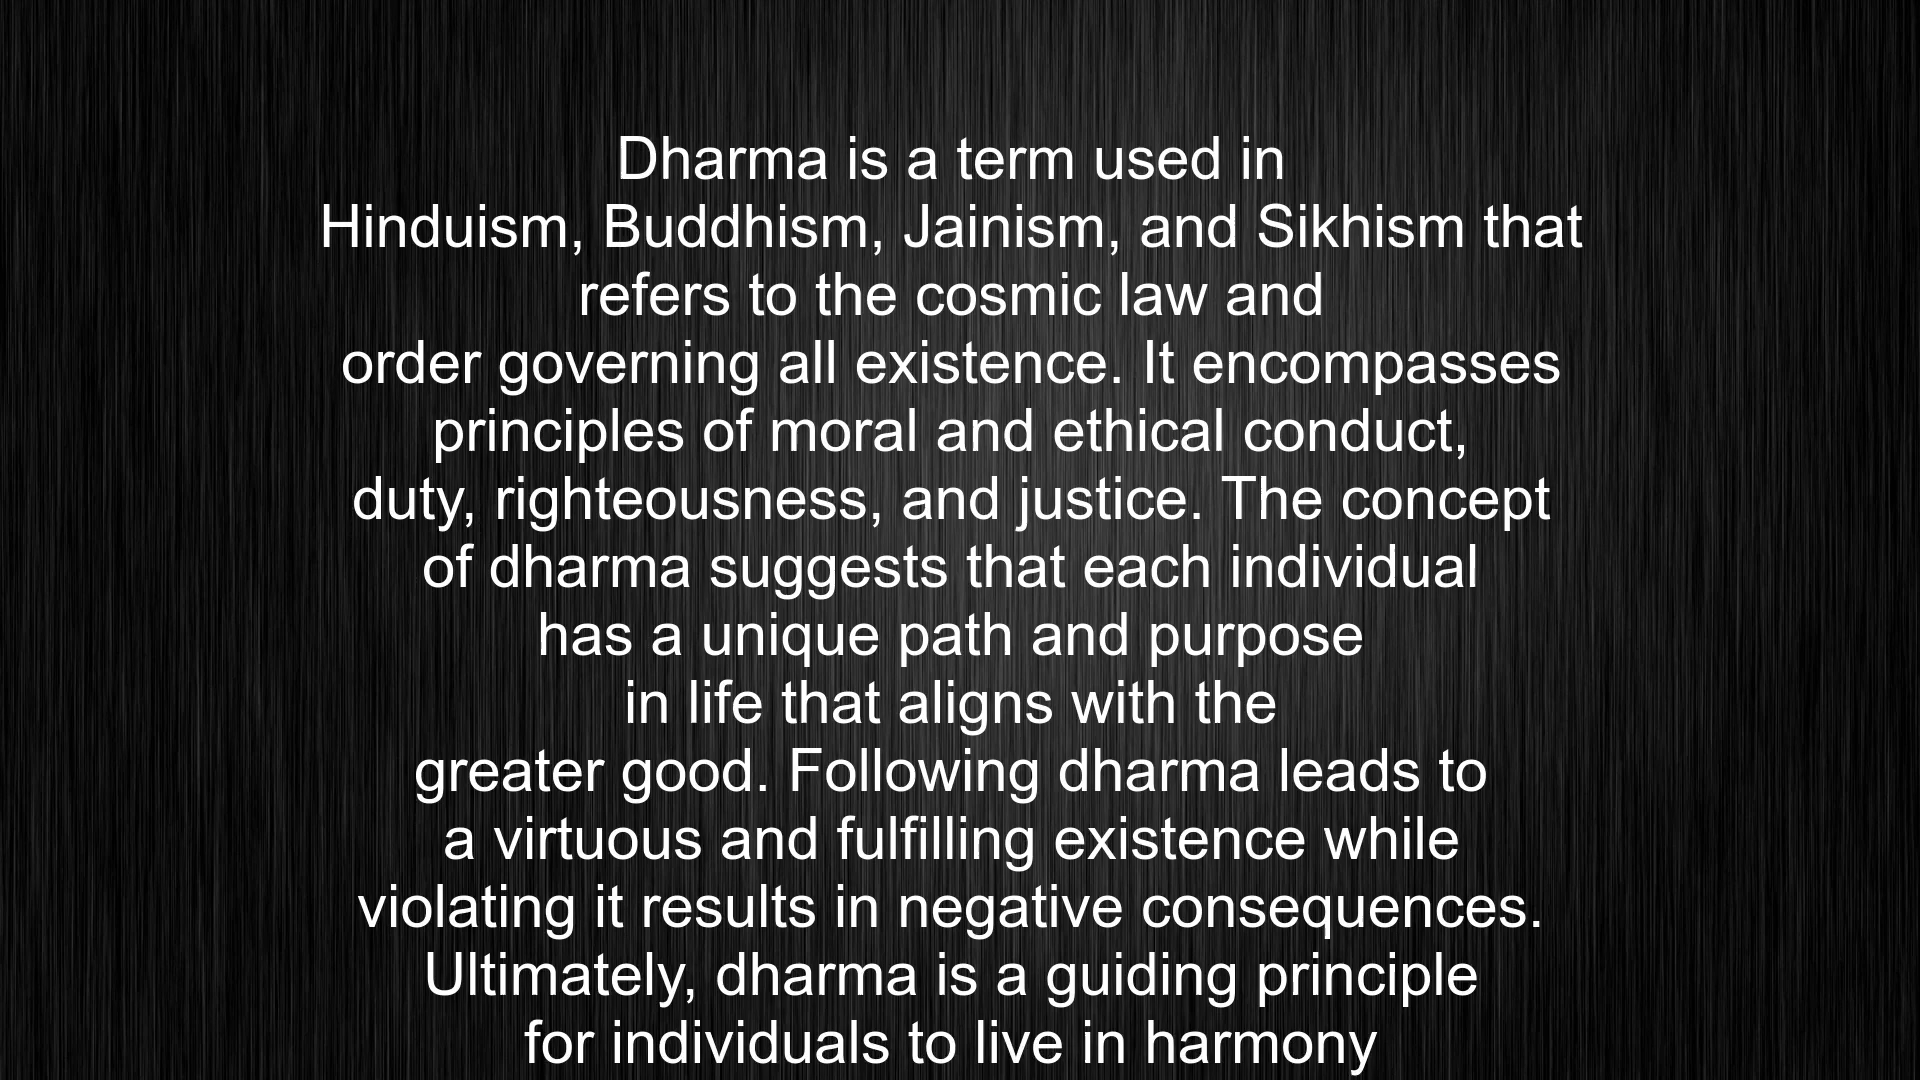 Dharma is a term used in
Hinduism, Buddhism, Jainism, and Sikhism that
refers to the cosmic law and
order governing all existence. It encompasses
principles of moral and ethical conduct,
duty, righteousness, and justice. The concept
of dharma suggests that each individual
has a unique path and purpose
in life that aligns with the
greater good. Following dharma leads to
a virtuous and fulfilling existence while
violating it results in negative consequences.
Ultimately, dharma is a guiding principle
for individuals to live in harmony